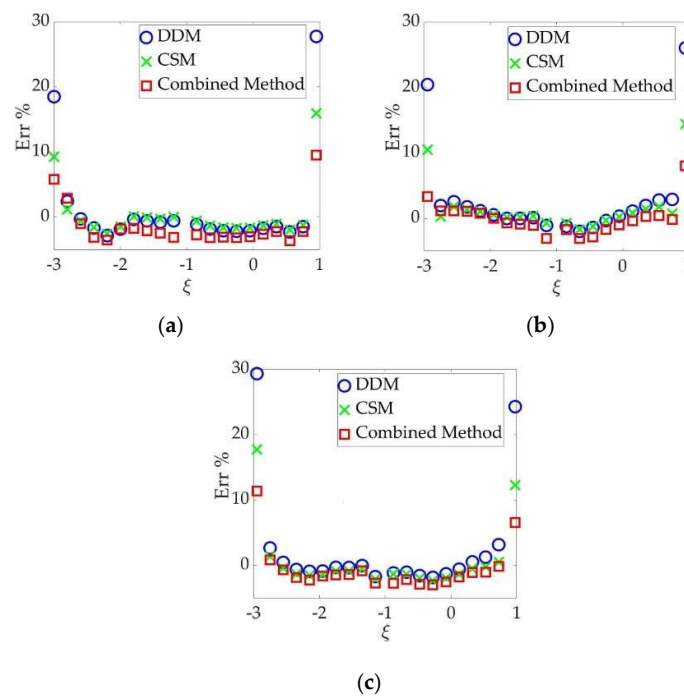 30
20
10
0
Err %
DDM
CSM
Combined Method
-3
-2
-1
0
1
ξ
(a)
30
20
10
0
Err %
DDM
CSM
Combined Method
-3
-2
-1
0
ξ
(b)
30
20
10
0
Err %
DDM
CSM
Combined Method
-3
-2
-1
0
1
ξ
(c)